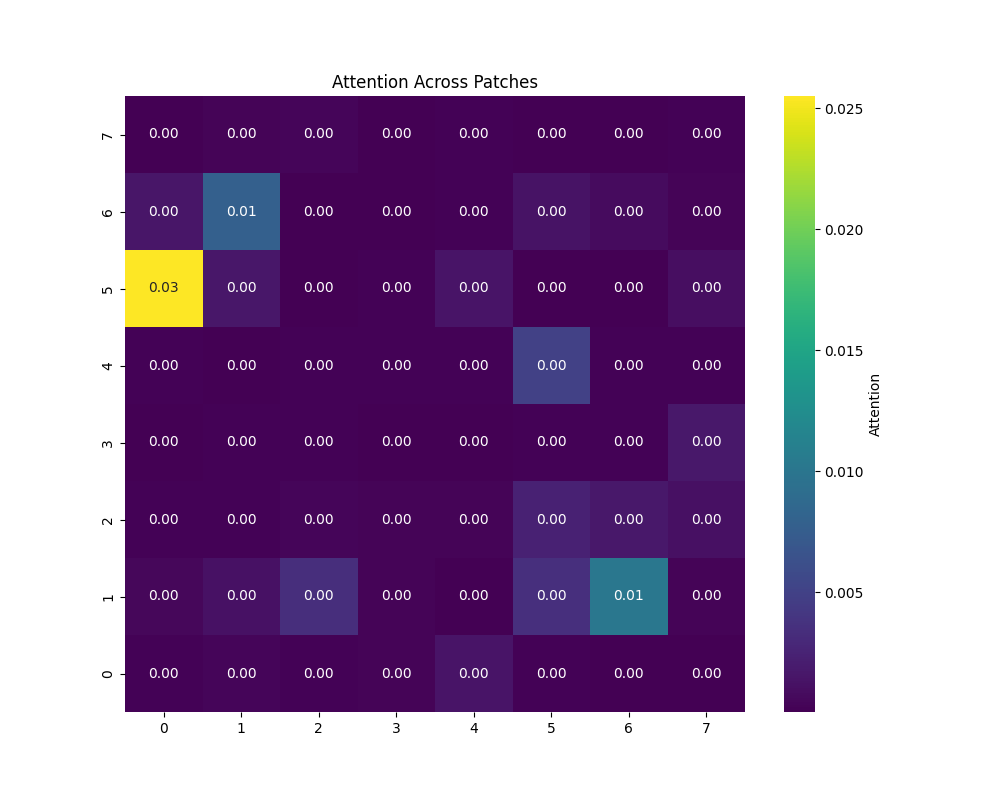 Attention Across Patches
7 0.00 0.00 0.00 0.00 0.00 0.00 0.00 0.00
6 0.00 0.01 0.00 0.00 0.00 0.00 0.00 0.00
5 0.03 0.00 0.00 0.00 0.00 0.00 0.00 0.00
4 0.00 0.00 0.00 0.00 0.00 0.00 0.00 0.00
3 0.00 0.00 0.00 0.00 0.00 0.00 0.00 0.00
2 0.00 0.00 0.00 0.00 0.00 0.00 0.00 0.00
1 0.00 0.00 0.00 0.00 0.00 0.00 0.01 0.00
0 0.00 0.00 0.00 0.00 0.00 0.00 0.00 0.00
0 1 2 3 4 5 6 7
0.025
0.020
0.015
0.010
0.005
Attention